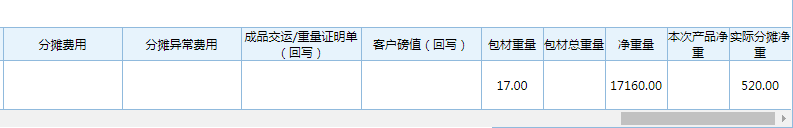 分摊费用
分摊异常费用
成品交运/重量证明单
（回写）
客户磅值（回写）
包材重量
包材总重量
净重量
本次产品净
重
实际分摊净
重
17.00
17160.00
520.00